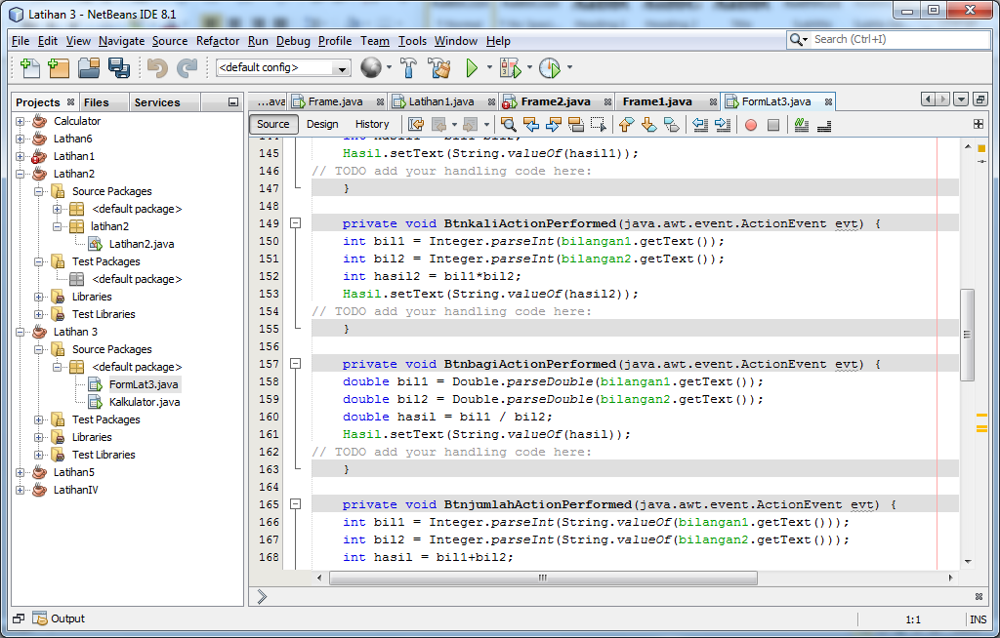 Latihan 3 - NetBeans IDE 8.1
File Edit View Navigate Source Refactor Run Debug Profile Team Tools Window Help
Search (Ctrl+I)
<default config>
Projects Files Services
...ava Frame.java Latihan1.java Frame2.java Frame1.java FormLat3.java
Source Design History
Calculator
Lathan6
Lathan1
Lathan2
Source Packages
<default package>
latihan2
Latihan2.java
Test Packages
<default package>
Libraries
Test Libraries
Latihan 3
Source Packages
<default package>
FormLat3.java
Kalkulator.java
Test Packages
Libraries
Test Libraries
Latihan5
LatihanIV
145 Hasil.setText(String.valueOf(hasil1));
146 // TODO add your handling code here:
147 }
148
149 private void BtnkaliActionPerformed(java.awt.event.ActionEvent evt) {
150 int bil1 = Integer.parseInt(bilangan1.getText());
151 int bil2 = Integer.parseInt(bilangan2.getText());
152 int hasil2 = bil1*bil2;
153 Hasil.setText(String.valueOf(hasil2));
154 // TODO add your handling code here:
155 }
156
157 private void BtnbagiActionPerformed(java.awt.event.ActionEvent evt) {
158 double bil1 = Double.parseDouble(bilangan1.getText());
159 double bil2 = Double.parseDouble(bilangan2.getText());
160 double hasil = bil1 / bil2;
161 Hasil.setText(String.valueOf(hasil));
162 // TODO add your handling code here:
163 }
164
165 private void BtnjumlahActionPerformed(java.awt.event.ActionEvent evt) {
166 int bil1 = Integer.parseInt(String.valueOf(bilangan1.getText()));
167 int bil2 = Integer.parseInt(String.valueOf(bilangan2.getText()));
168 int hasil = bil1+bil2;
Output
1:1 INS